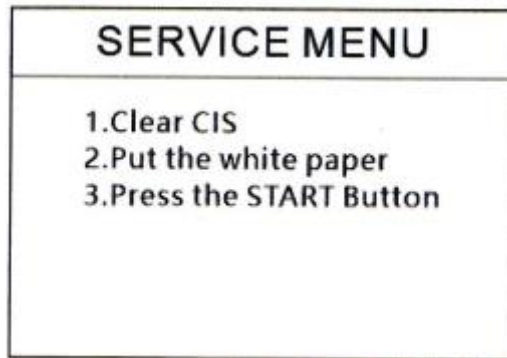 SERVICE MENU
1.Clear CIS
2.Put the white paper
3.Press the START Button